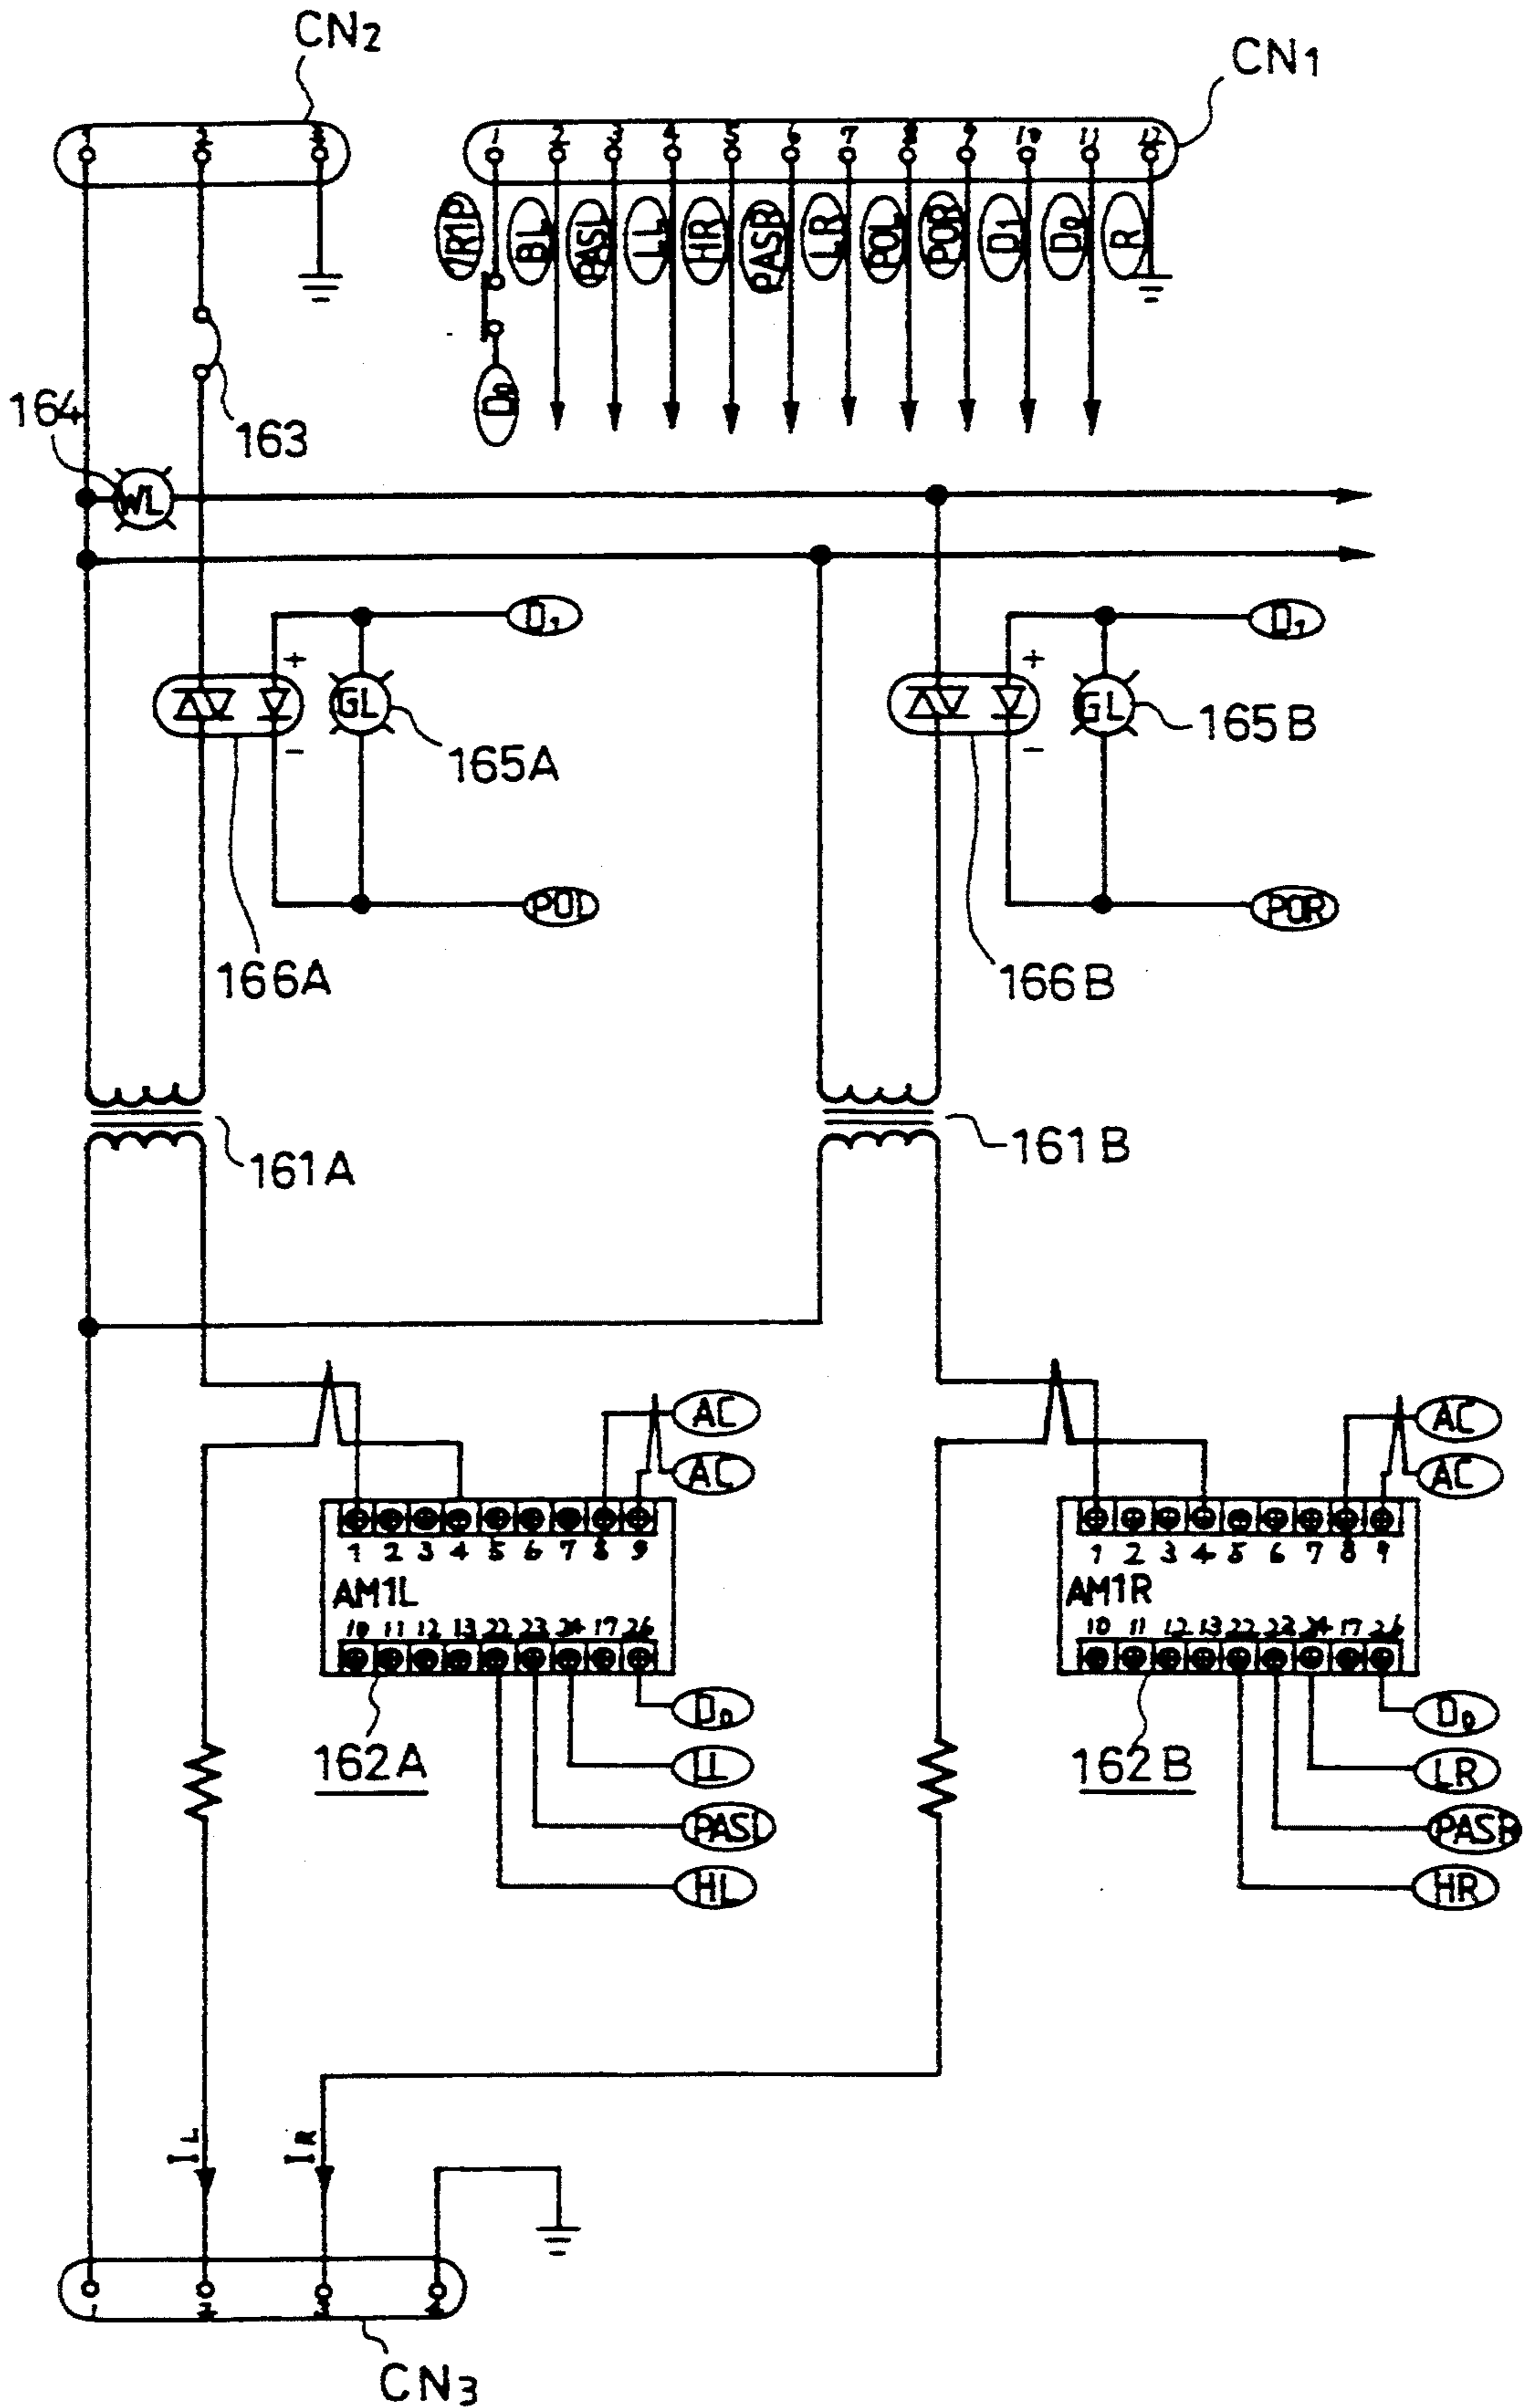 CN2
CN1
1 2 3
1 2 3 4 5 6 7 8 9 10 11 12
JR1P BL PASL LL HR PASR LR POL POR D1 D0 R
D0
164
163
WL
D1
D1
+
+
GL
GL
165A
165B
−
−
POL
POR
166A
166B
161A
161B
AC
AC
AC
AC
1 2 3 4 5 6 7 8 9
1 2 3 4 5 6 7 8 9
AM1L
AM1R
10 11 12 13 22 23 24 17 26
10 11 12 13 22 23 24 17 26
D0
D0
162A
LL
162B
LR
PASL
PASR
HL
HR
IL
IR
1 2 3 4
CN3